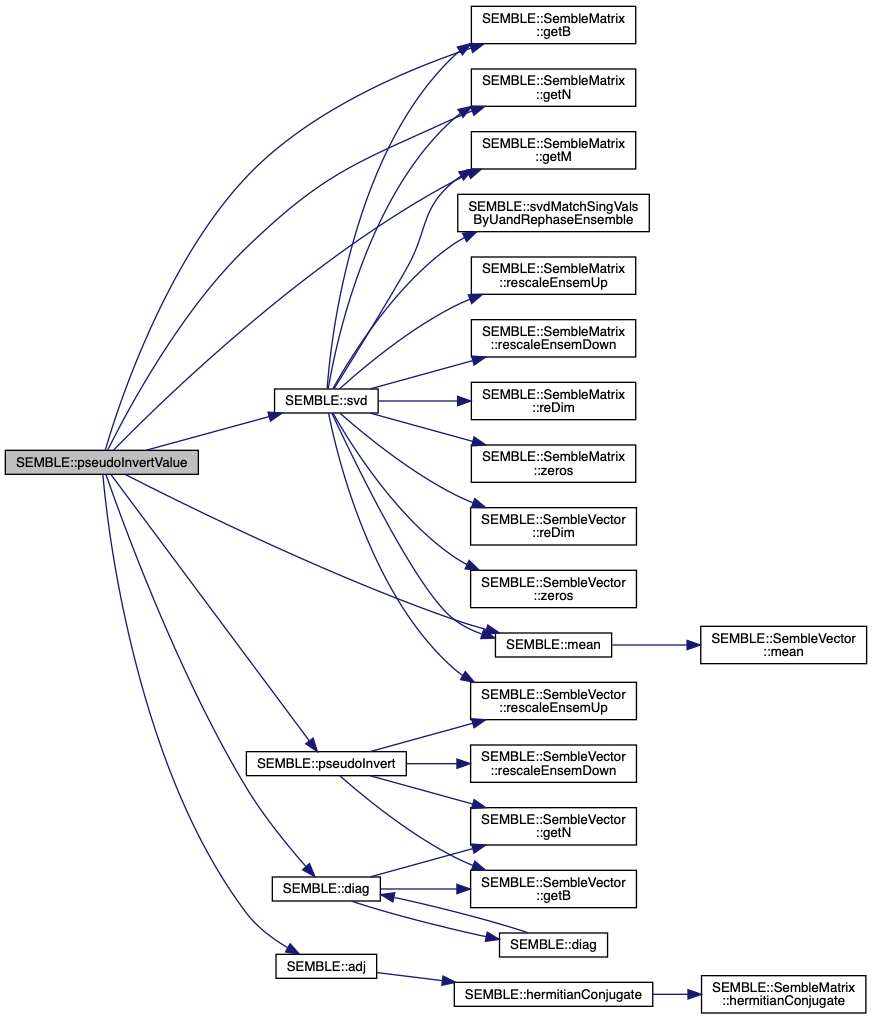 SEMBLE::SembleMatrix
::getB
SEMBLE::SembleMatrix
::getN
SEMBLE::SembleMatrix
::getM
SEMBLE::svdMatchSingVals
ByUandRephaseEnsemble
SEMBLE::SembleMatrix
::rescaleEnsemUp
SEMBLE::SembleMatrix
::rescaleEnsemDown
SEMBLE::svd
SEMBLE::SembleMatrix
::reDim
SEMBLE::pseudoInvertValue
SEMBLE::SembleMatrix
::zeros
SEMBLE::SembleVector
::reDim
SEMBLE::SembleVector
::zeros
SEMBLE::mean
SEMBLE::SembleVector
::mean
SEMBLE::SembleVector
::rescaleEnsemUp
SEMBLE::pseudoInvert
SEMBLE::SembleVector
::rescaleEnsemDown
SEMBLE::SembleVector
::getN
SEMBLE::diag
SEMBLE::SembleVector
::getB
SEMBLE::diag
SEMBLE::adj
SEMBLE::hermitianConjugate
SEMBLE::SembleMatrix
::hermitianConjugate